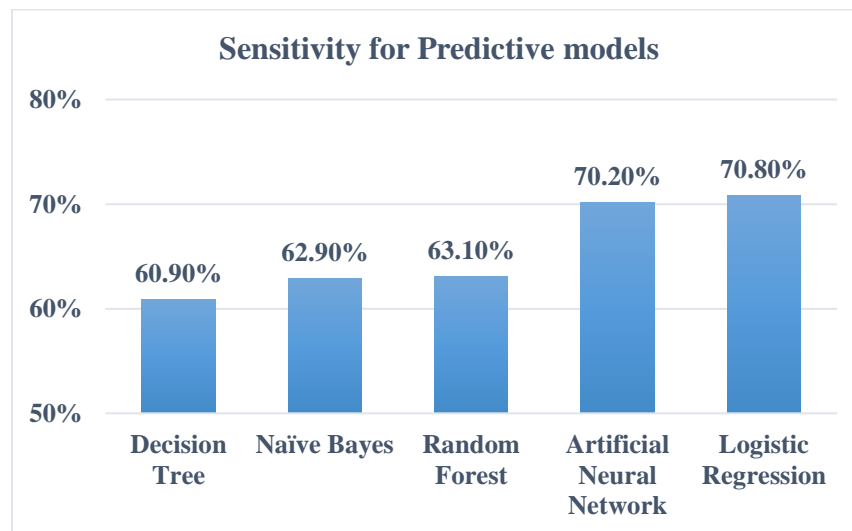 Sensitivity for Predictive models
80%
70%
60%
50%
60.90%
62.90%
63.10%
70.20%
70.80%
Decision
Tree
Naïve Bayes
Random
Forest
Artificial
Neural
Network
Logistic
Regression